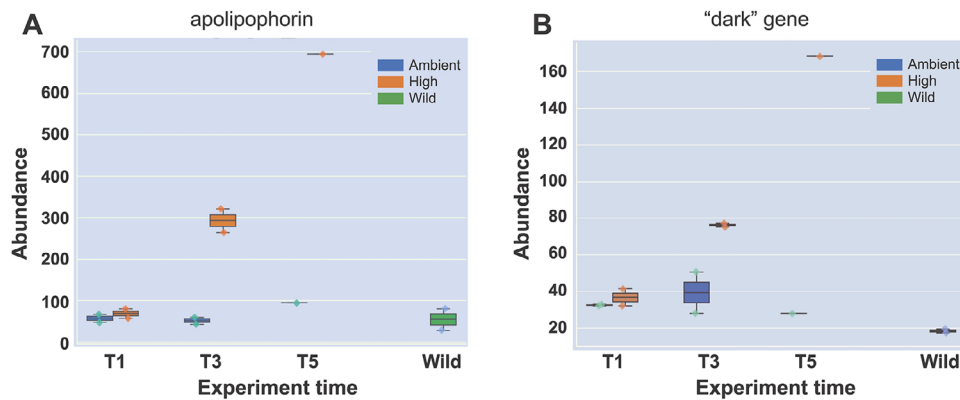 A
apolipophorin
700
600
500
400
300
200
100
0
Abundance
Ambient
High
Wild
T1
T3
T5
Wild
Experiment time
B
“dark” gene
160
140
120
100
80
60
40
20
Abundance
Ambient
High
Wild
T1
T3
T5
Wild
Experiment time